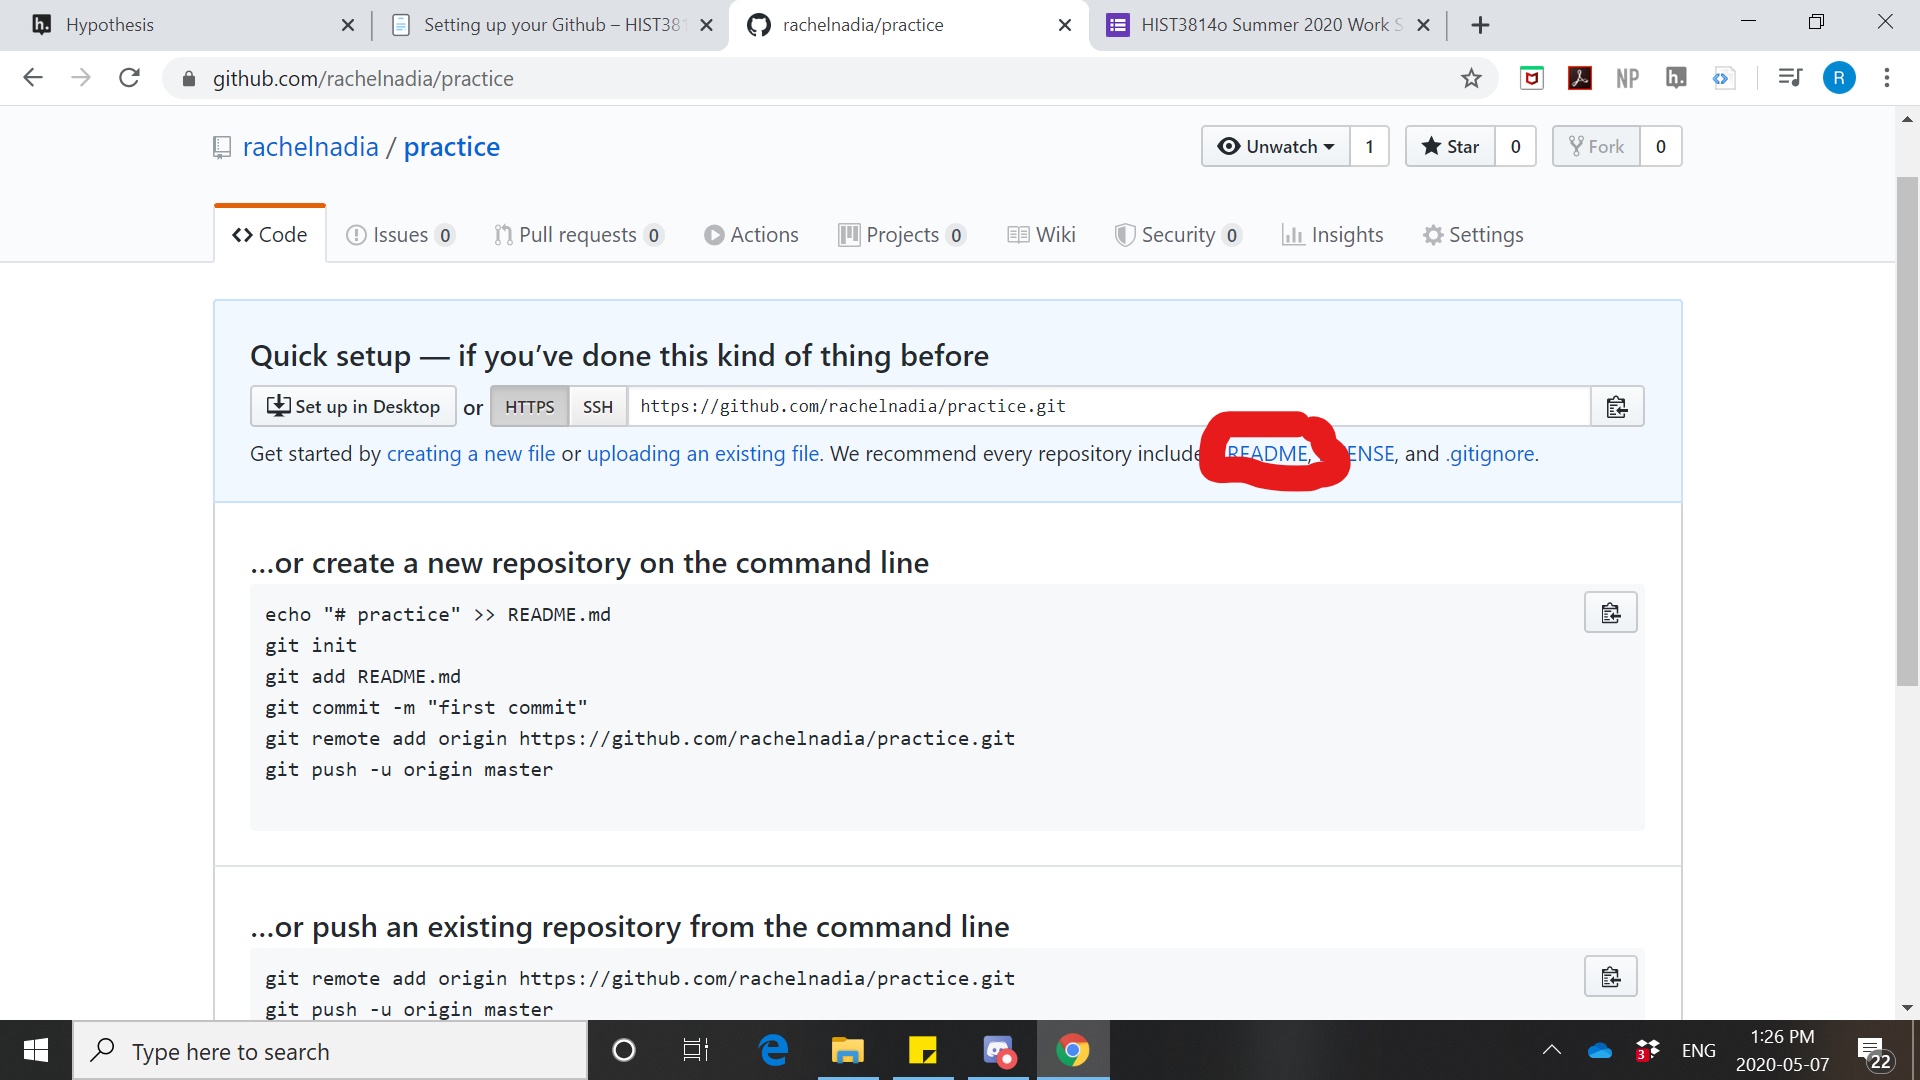 Hypothesis
Setting up your Github – HIST381
rachelnadia/practice
HIST3814o Summer 2020 Work S
github.com/rachelnadia/practice
NP
h.
R
rachelnadia / practice
Unwatch 1
Star 0
Fork 0
Code
Issues 0
Pull requests 0
Actions
Projects 0
Wiki
Security 0
Insights
Settings
Quick setup — if you’ve done this kind of thing before
Set up in Desktop or HTTPS SSH https://github.com/rachelnadia/practice.git
Get started by creating a new file or uploading an existing file. We recommend every repository include README, ENSE, and .gitignore.
…or create a new repository on the command line
echo "# practice" >> README.md
git init
git add README.md
git commit -m "first commit"
git remote add origin https://github.com/rachelnadia/practice.git
git push -u origin master
…or push an existing repository from the command line
git remote add origin https://github.com/rachelnadia/practice.git
git push -u origin master
Type here to search
3
ENG
1:26 PM
2020-05-07
22